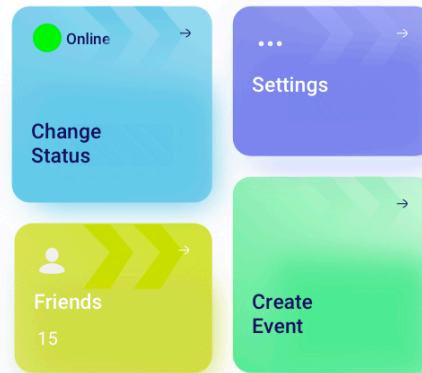 Online
Change
Status
Settings
Friends
15
Create
Event